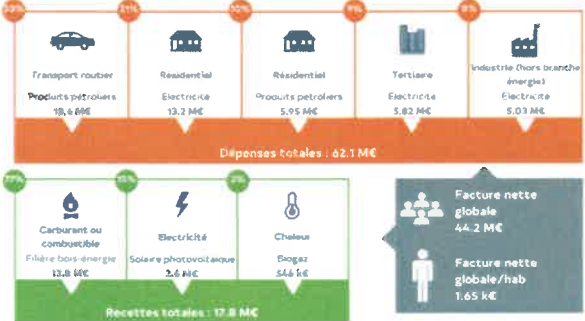 21%
10%
9%
8%
Transport routier
Produits pétroliers
Résidentiel
Electricité
13.2 M€
Résidentiel
Produits pétroliers
5.95 M€
Tertiaire
Electricité
5.82 M€
Industrie (hors branche
énergie)
Electricité
5.03 M€
Dépenses totales : 62.1 M€
77%
15%
3%
Carburant ou
combustible
Filière bois-énergie
13.8 M€
Electricité
Solaire photovoltaïque
2.6 M€
Chaleur
Biogaz
546 k€
Recettes totales : 17.8 M€
Facture nette
globale
44.2 M€
Facture nette
globale/hab
1.65 k€